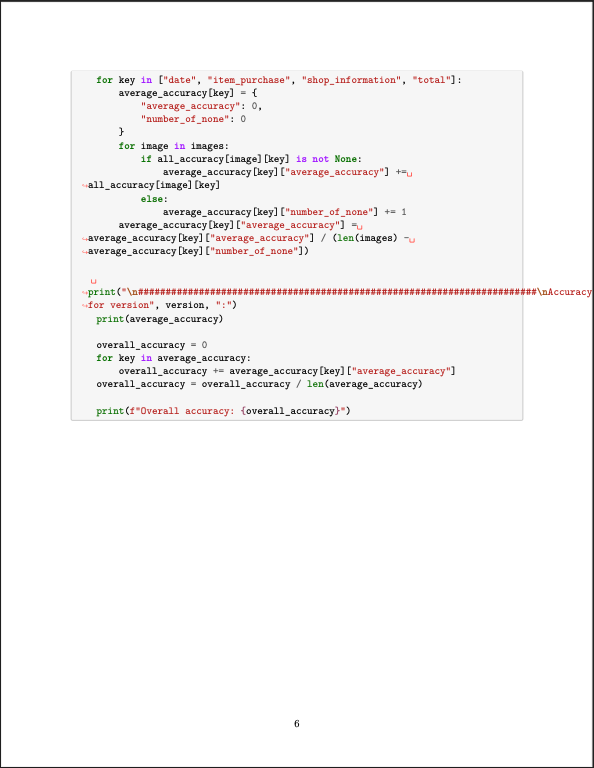 for key in ["date", "item_purchase", "shop_information", "total"]:
average_accuracy[key] = {
"average_accuracy": 0,
"number_of_none": 0
}
for image in images:
if all_accuracy[image][key] is not None:
average_accuracy[key]["average_accuracy"] +=␣
↪all_accuracy[image][key]
else:
average_accuracy[key]["number_of_none"] += 1
average_accuracy[key]["average_accuracy"] =␣
↪average_accuracy[key]["average_accuracy"] / (len(images) -␣
↪average_accuracy[key]["number_of_none"])
␣
↪print("\n########################################################################\nAccuracy
↪for version", version, ":")
print(average_accuracy)
overall_accuracy = 0
for key in average_accuracy:
overall_accuracy += average_accuracy[key]["average_accuracy"]
overall_accuracy = overall_accuracy / len(average_accuracy)
print(f"Overall accuracy: {overall_accuracy}")
6